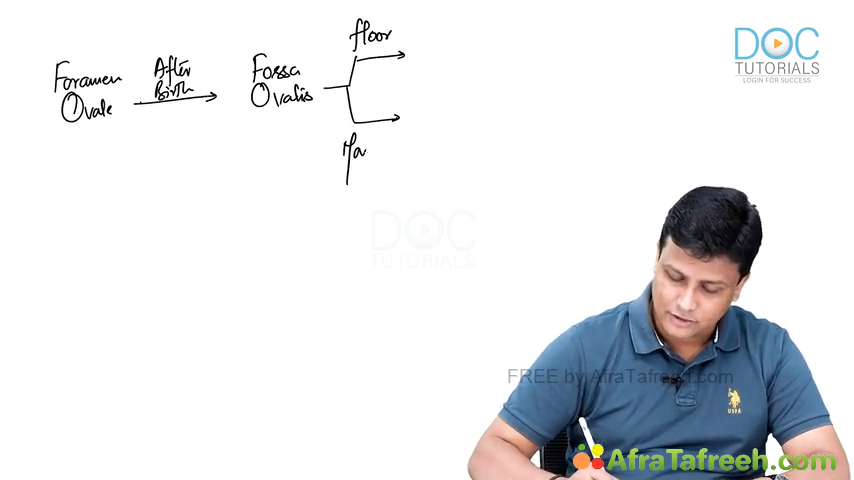 floor
Foramen
Ovale
After
Birth
Fossa
Ovalis
Ma
DOC
TUTORIALS
LOGIN FOR SUCCESS
DOC
TUTORIALS
FREE by AfraTafreeh.com
USPA
AfraTafreeh.com